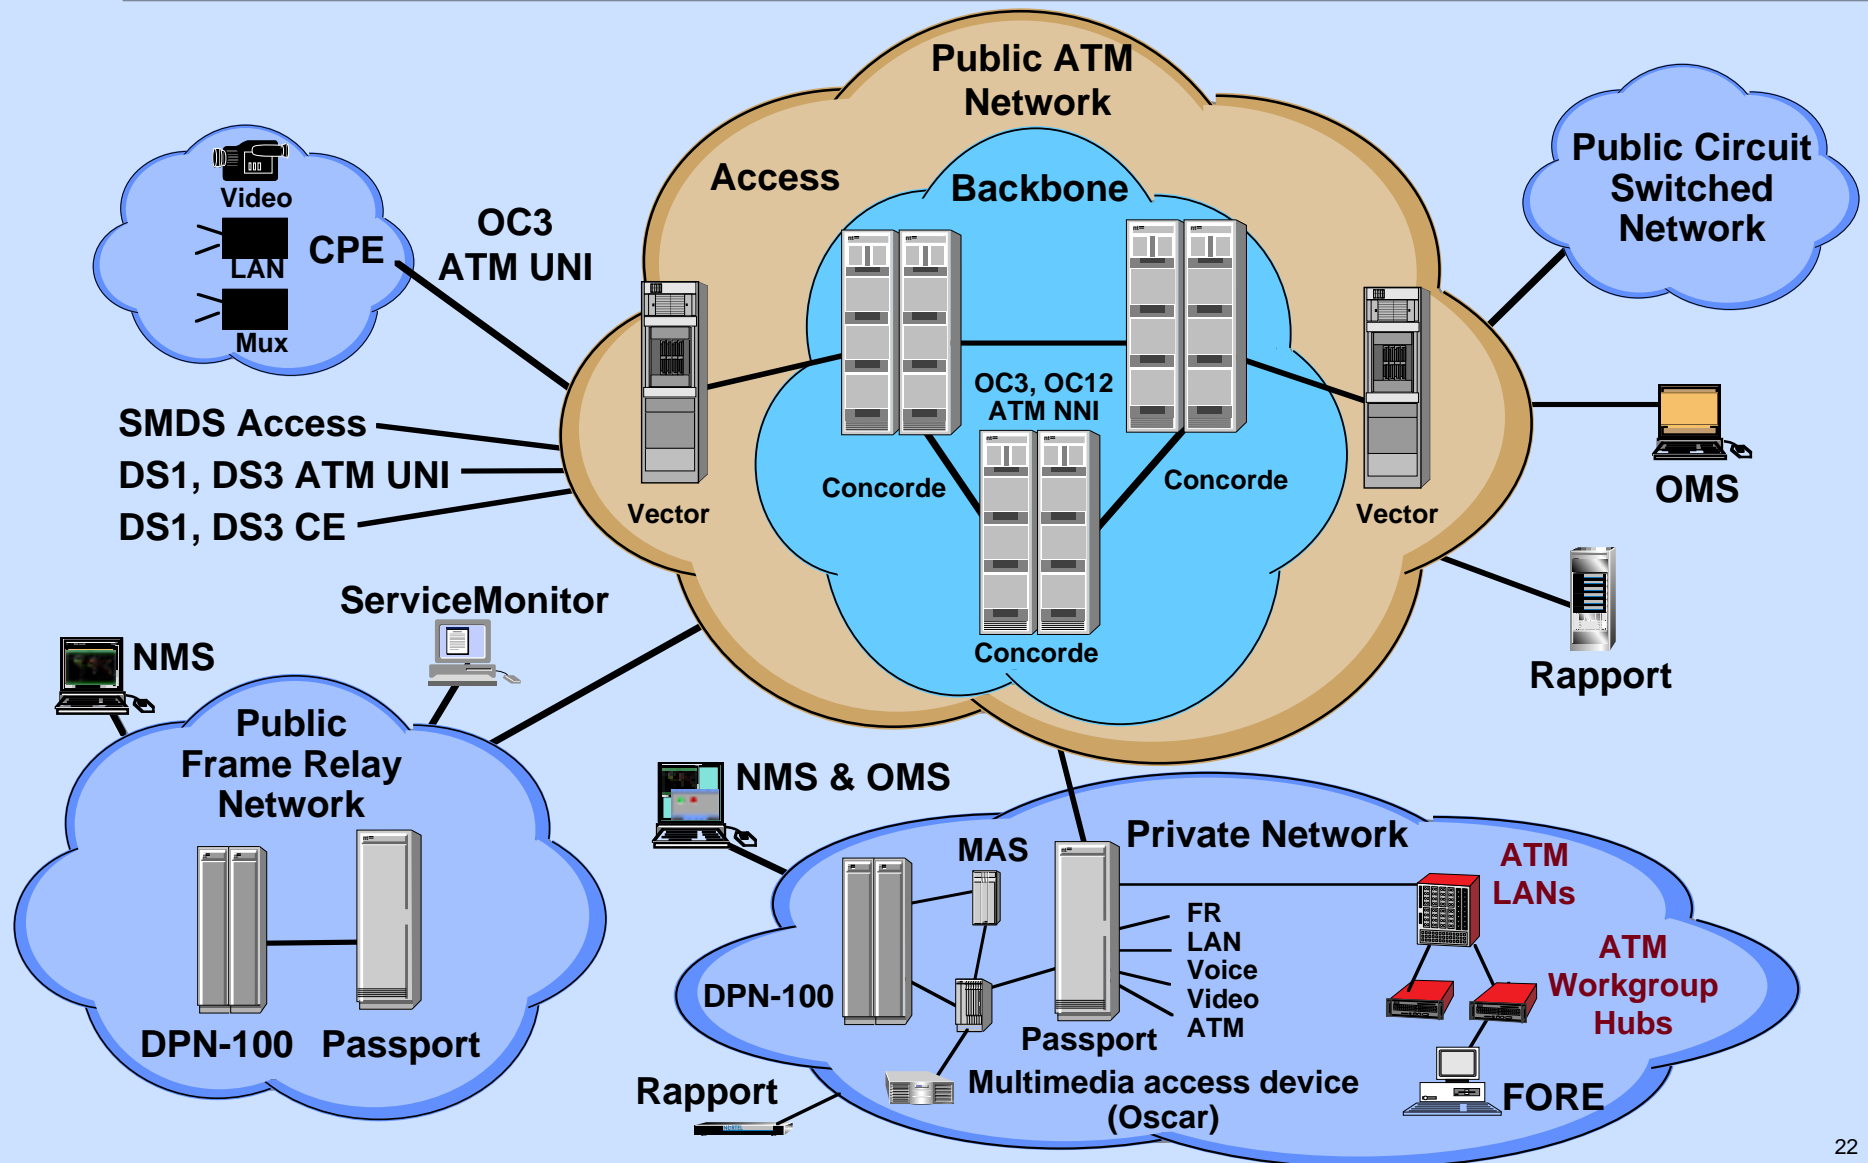 Public ATM
Network
Access
Backbone
Public Circuit
Switched
Network
Video
LAN
Mux
CPE
OC3
ATM UNI
OC3, OC12
ATM NNI
SMDS Access
DS1, DS3 ATM UNI
DS1, DS3 CE
Vector
Concorde
Concorde
Concorde
Vector
OMS
Rapport
ServiceMonitor
NMS
Public
Frame Relay
Network
DPN-100
Passport
NMS & OMS
Private Network
MAS
DPN-100
Passport
FR
LAN
Voice
Video
ATM
ATM
LANs
ATM
Workgroup
Hubs
FORE
Multimedia access device
(Oscar)
Rapport
22